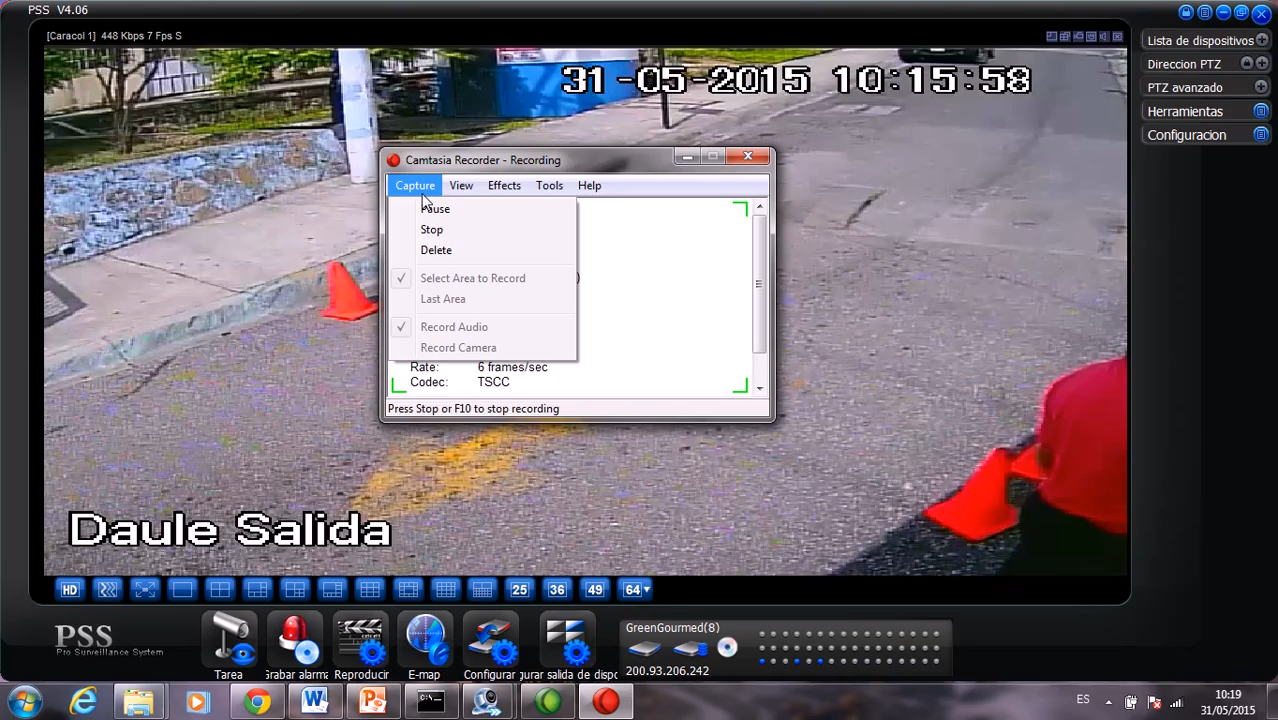 PSS V4.06
[Caracol 1] 448 Kbps 7 Fps S
31-05-2015 10:15:58
Lista de dispositivos
Direccion PTZ
PTZ avanzado
Herramientas
Configuracion
Camtasia Recorder - Recording
Capture View Effects Tools Help
Pause
Stop
Delete
Select Area to Record
Last Area
Record Audio
Record Camera
)
Rate: 6 frames/sec
Codec: TSCC
Press Stop or F10 to stop recording
Daule Salida
HD 25 36 49 64
PSS
Pro Surveillance System
Tarea
Grabar alarma
Reproducir
E-map
Configurar
gurar salida de dispo
GreenGourmed(8)
200.93.206.242
ES
10:19
31/05/2015